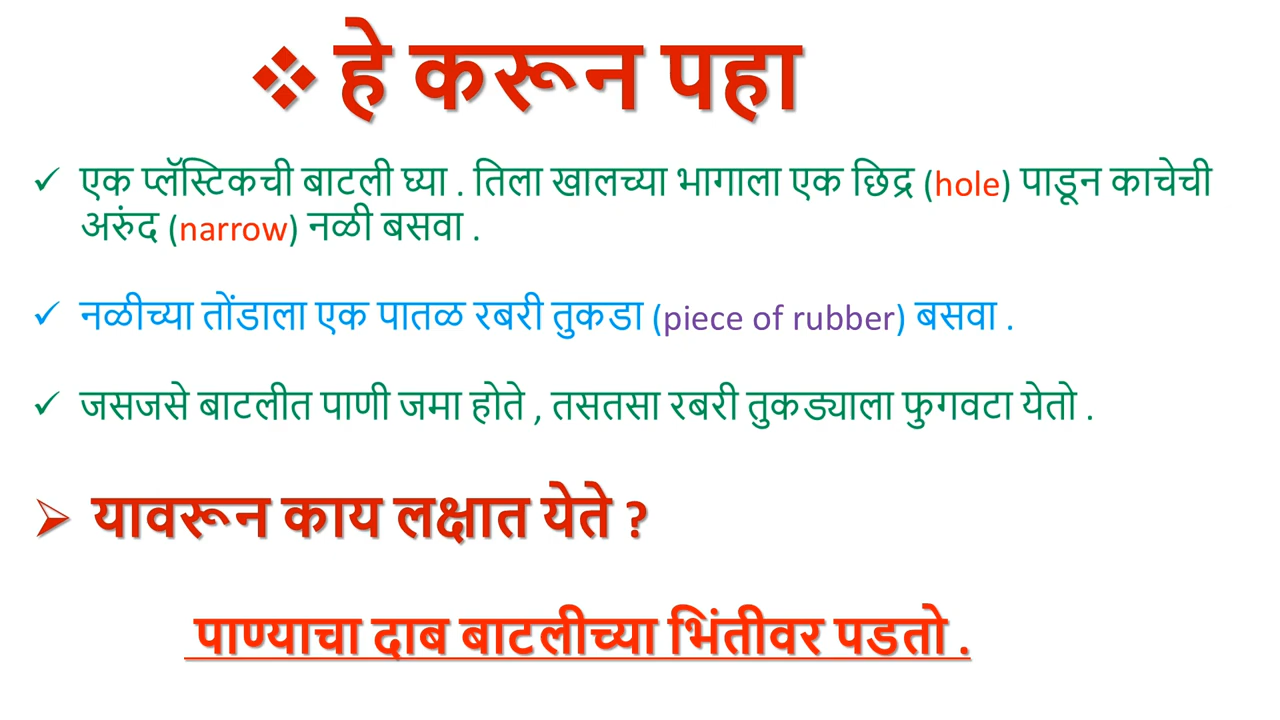 ❖ हे करून पहा
✓ एक प्लॅस्टिकची बाटली घ्या . तिला खालच्या भागाला एक छिद्र (hole) पाडून काचेची
अरुंद (narrow) नळी बसवा .
✓ नळीच्या तोंडाला एक पातळ रबरी तुकडा (piece of rubber) बसवा .
✓ जसजसे बाटलीत पाणी जमा होते , तसतसा रबरी तुकड्याला फुगवटा येतो .
➢ यावरून काय लक्षात येते ?
पाण्याचा दाब बाटलीच्या भिंतीवर पडतो .